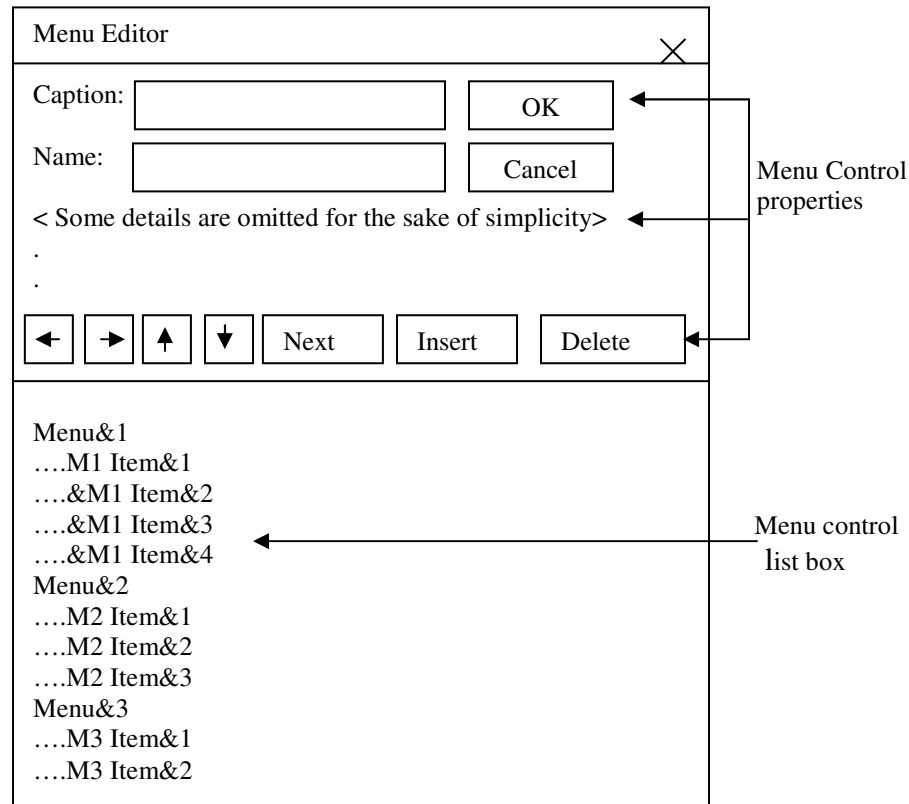 Menu Editor
Caption:
OK
Name:
Cancel
Menu Control
properties
< Some details are omitted for the sake of simplicity>
.
.
Next
Insert
Delete
Menu&1
….M1 Item&1
….&M1 Item&2
….&M1 Item&3
….&M1 Item&4
Menu&2
….M2 Item&1
….M2 Item&2
….M2 Item&3
Menu&3
….M3 Item&1
….M3 Item&2
Menu control
list box